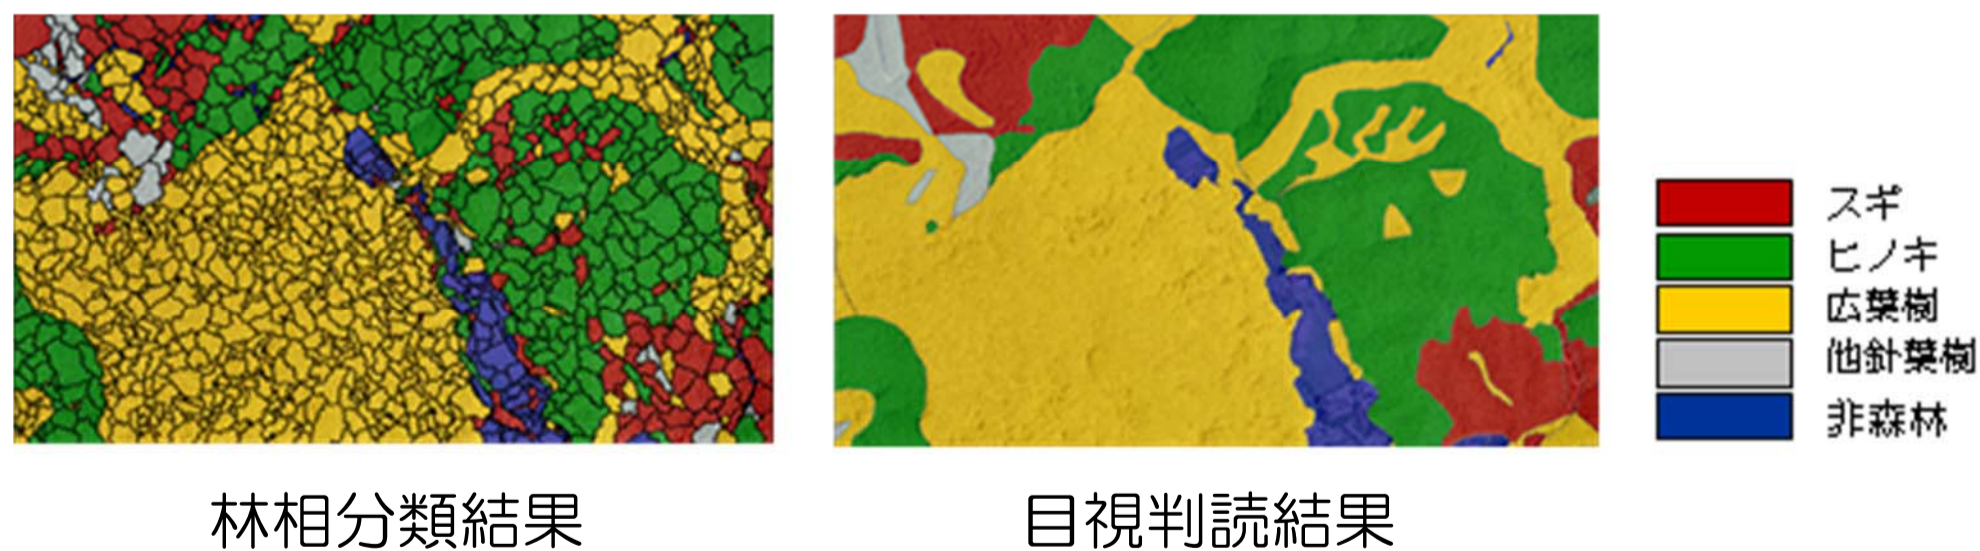 スギ
ヒノキ
広葉樹
他針葉樹
非森林
林相分類結果
目視判読結果